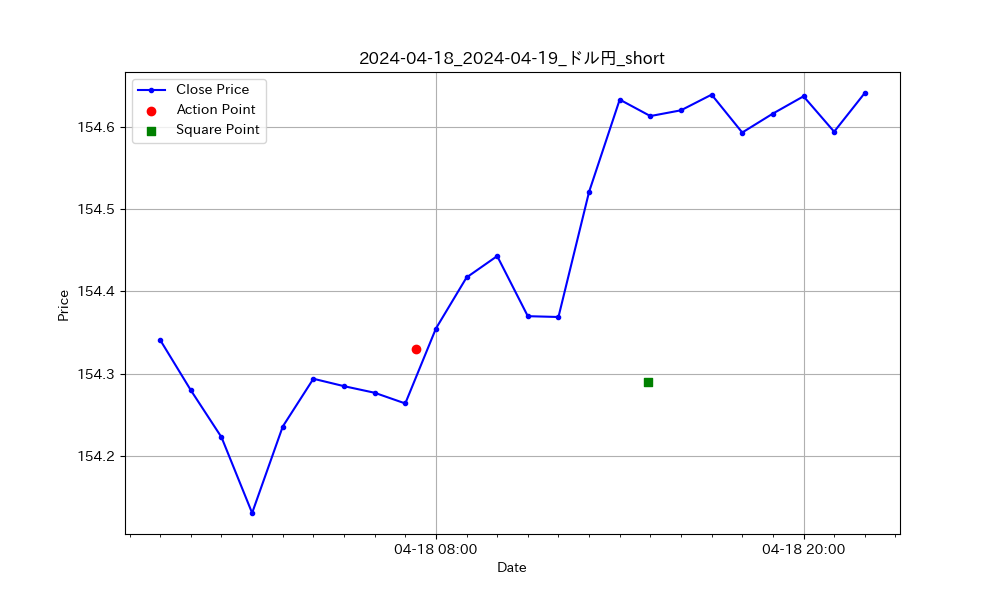 2024-04-18_2024-04-19_ドル円_short
Close Price
Action Point
Square Point
154.6
154.5
154.4
154.3
154.2
Price
04-18 08:00
04-18 20:00
Date